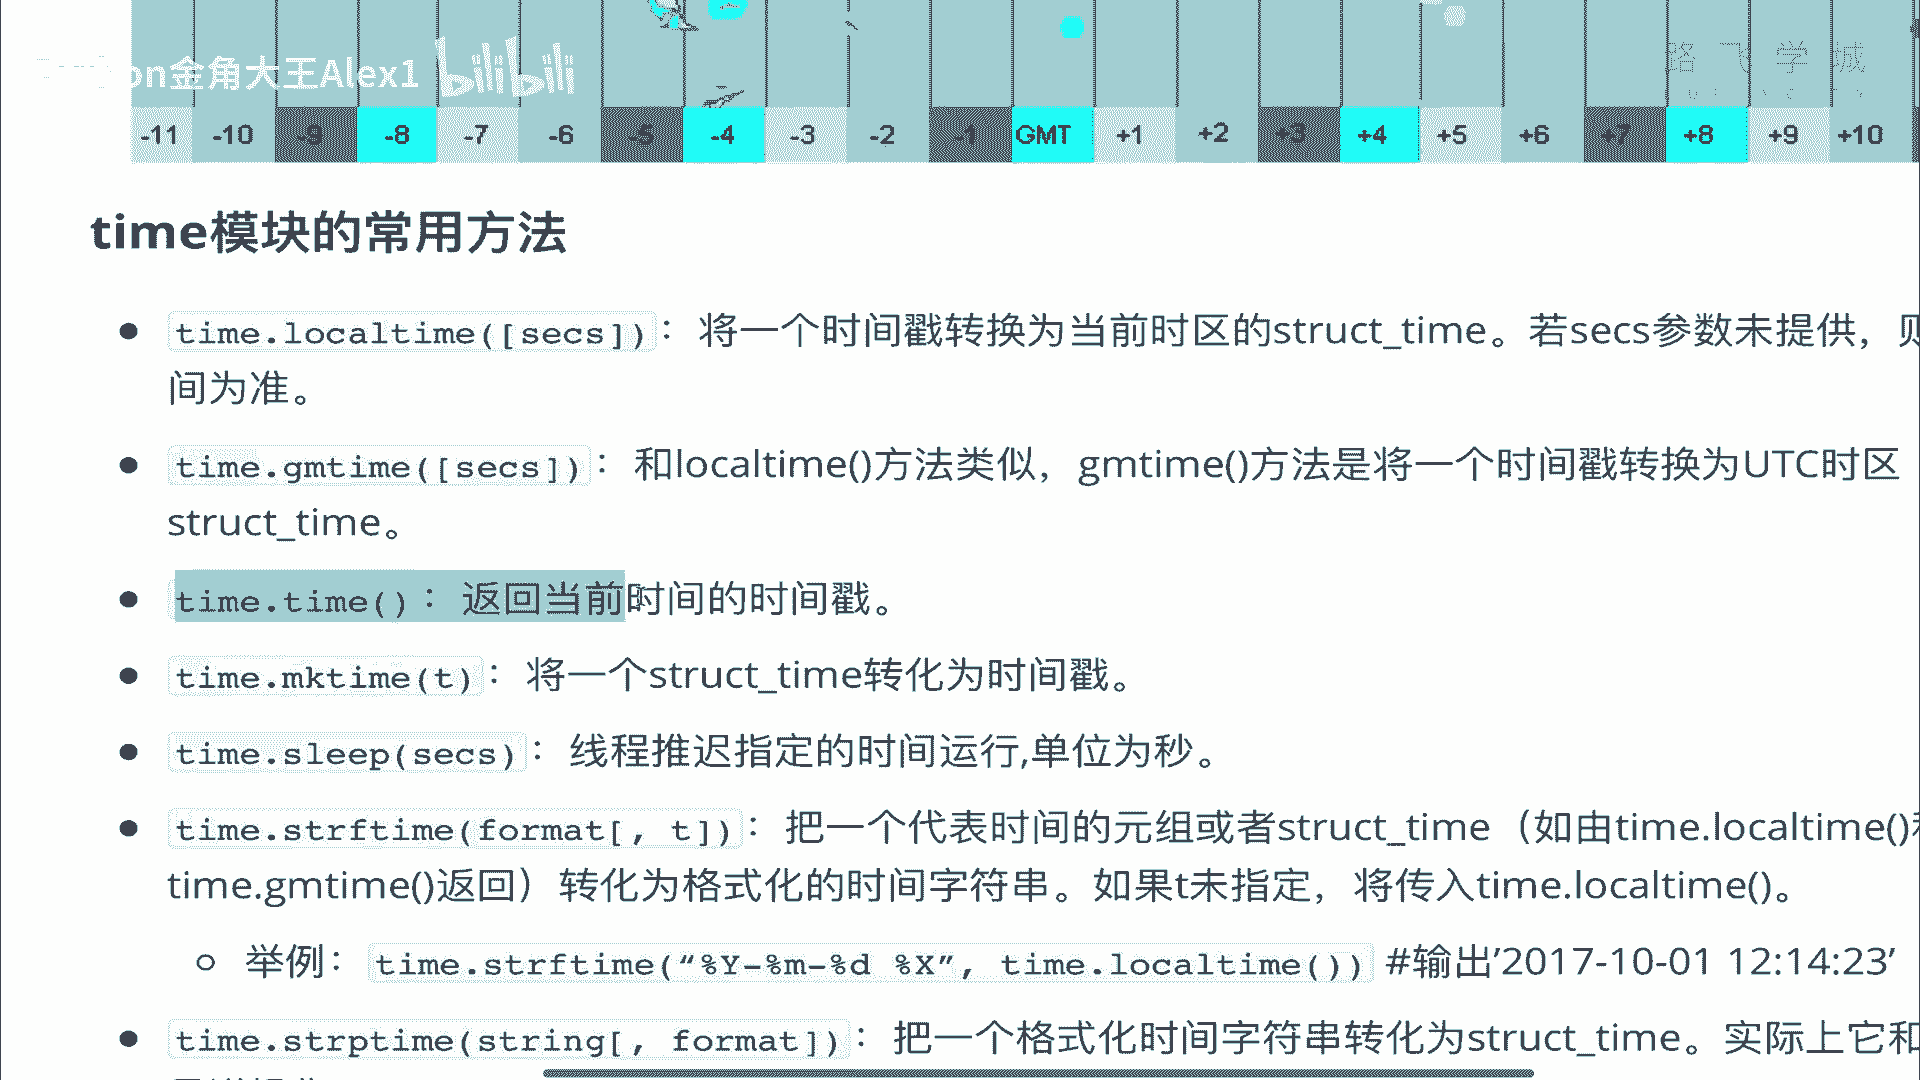 on金角大王Alex1 bilibili 路飞学城
-11 -10 -9 -8 -7 -6 -5 -4 -3 -2 -1 GMT +1 +2 +3 +4 +5 +6 +7 +8 +9 +10
time模块的常用方法
time.localtime([secs])：将一个时间戳转换为当前时区的struct_time。若secs参数未提供，则
间为准。
time.gmtime([secs])：和localtime()方法类似，gmtime()方法是将一个时间戳转换为UTC时区
struct_time。
time.time()：返回当前时间的时间戳。
time.mktime(t)：将一个struct_time转化为时间戳。
time.sleep(secs)：线程推迟指定的时间运行,单位为秒。
time.strftime(format[, t])：把一个代表时间的元组或者struct_time（如由time.localtime()和
time.gmtime()返回）转化为格式化的时间字符串。如果t未指定，将传入time.localtime()。
举例：time.strftime(“%Y-%m-%d %X”, time.localtime()) #输出’2017-10-01 12:14:23’
time.strptime(string[, format])：把一个格式化时间字符串转化为struct_time。实际上它和